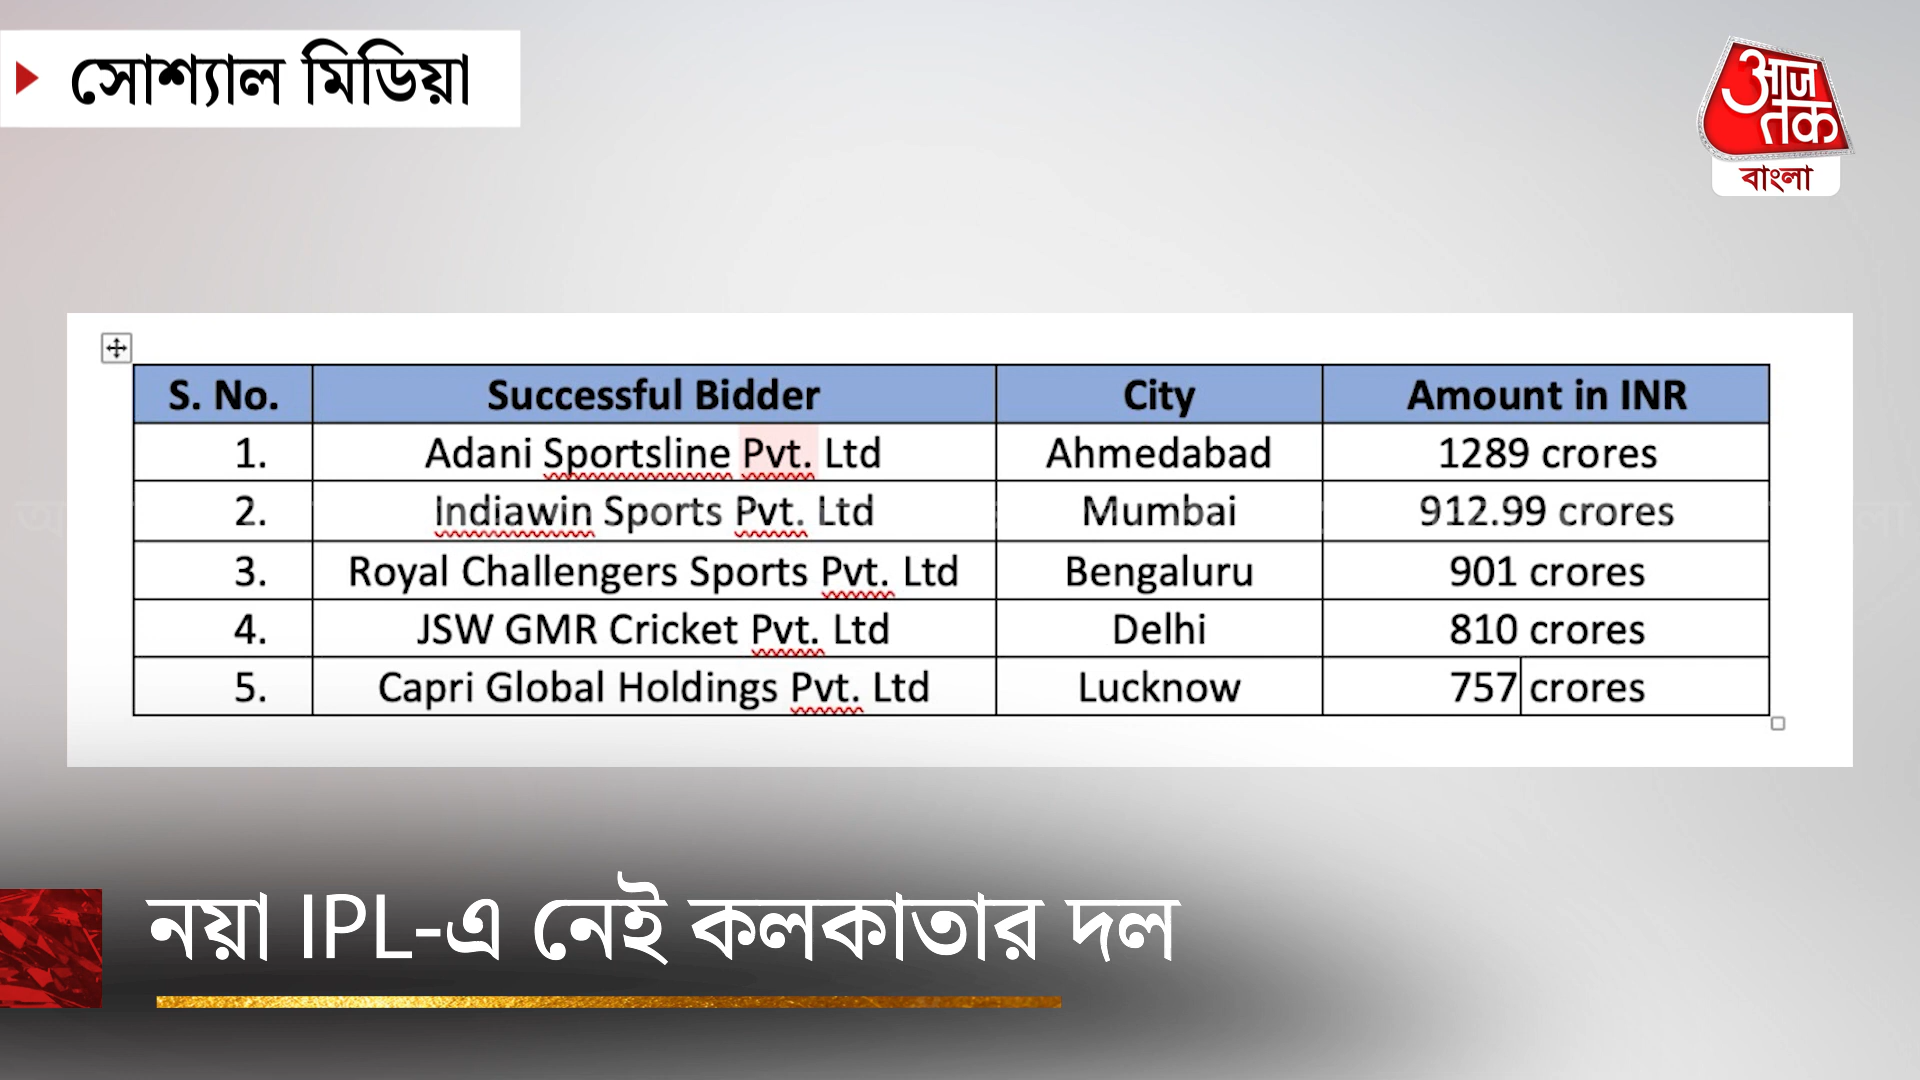 সোশ্যাল মিডিয়া
आज
तक
বাংলা
S. No. Successful Bidder City Amount in INR
1. Adani Sportsline Pvt. Ltd Ahmedabad 1289 crores
2. Indiawin Sports Pvt. Ltd Mumbai 912.99 crores
3. Royal Challengers Sports Pvt. Ltd Bengaluru 901 crores
4. JSW GMR Cricket Pvt. Ltd Delhi 810 crores
5. Capri Global Holdings Pvt. Ltd Lucknow 757 crores
নয়া IPL-এ নেই কলকাতার দল